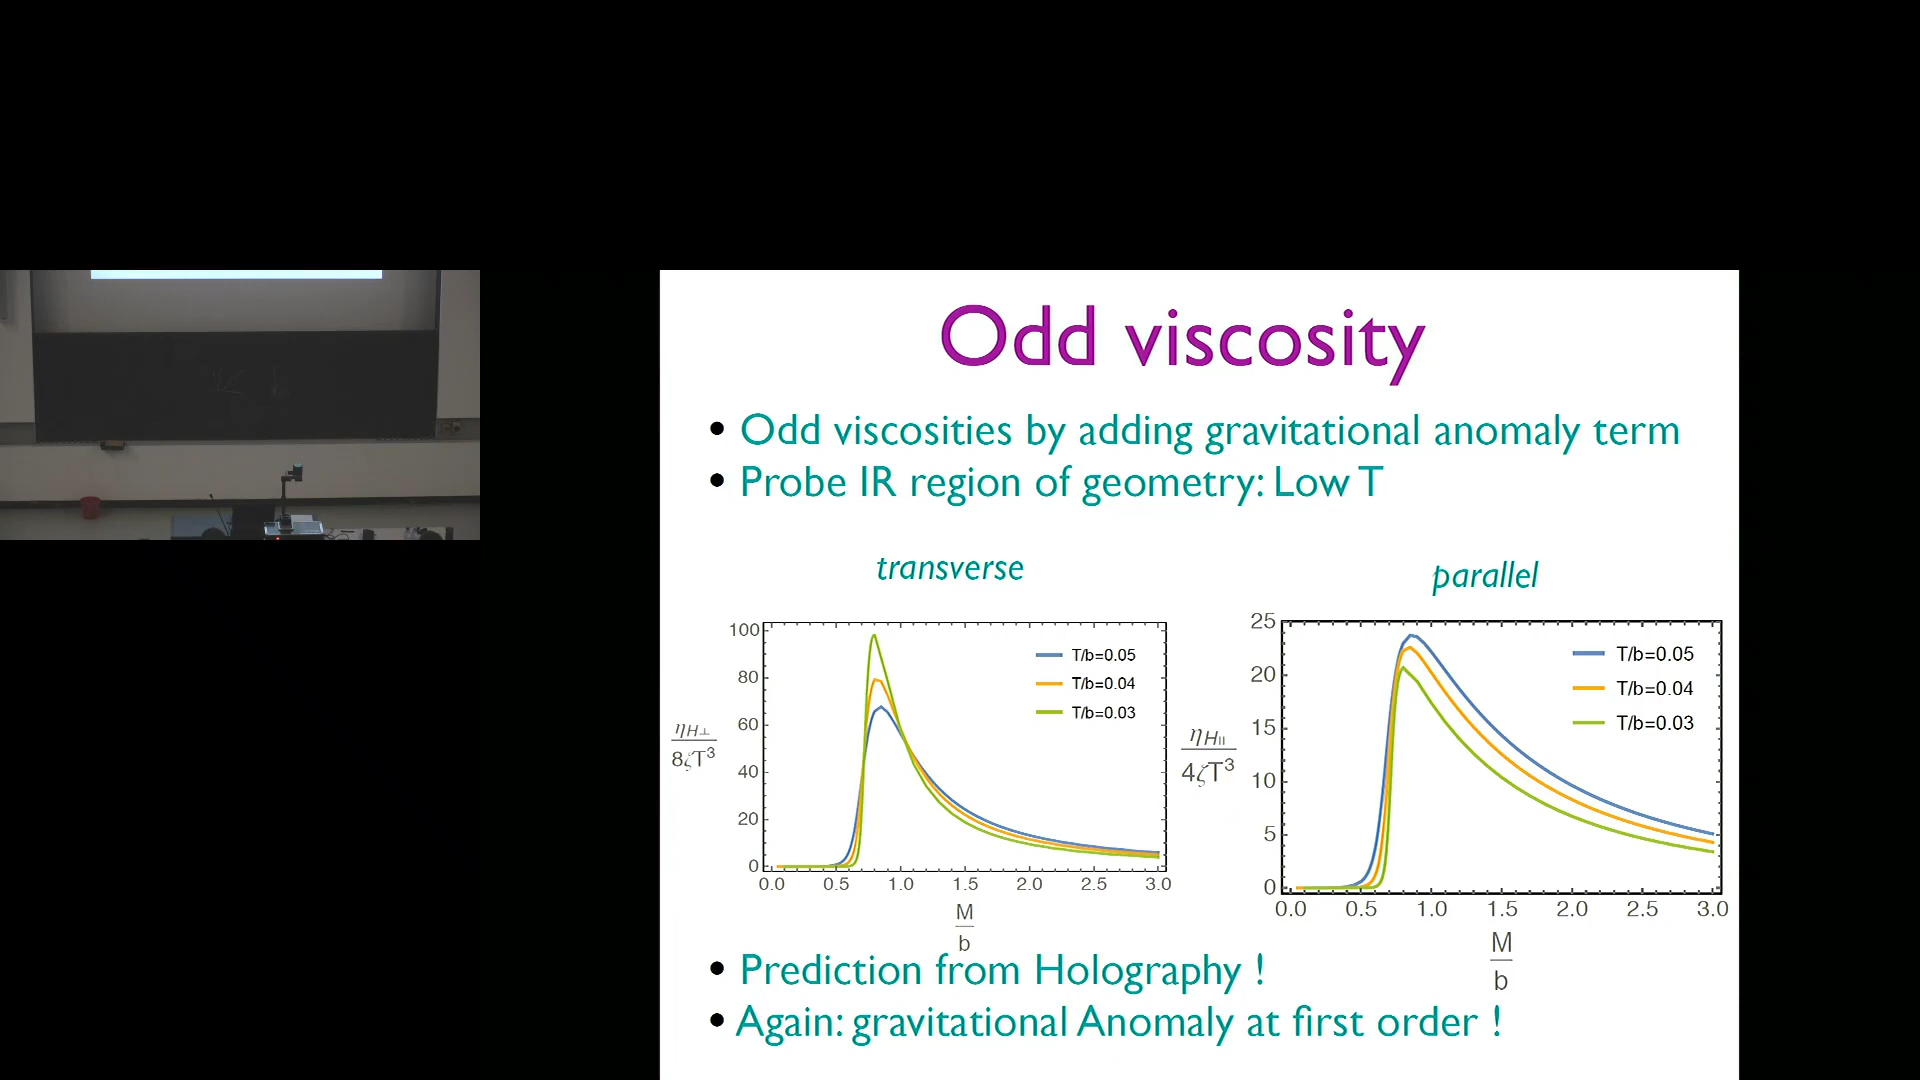 Odd viscosity
• Odd viscosities by adding gravitational anomaly term
• Probe IR region of geometry: Low T
transverse
parallel
100
80
60
40
20
0
ηH⊥
8ζT³
T/b=0.05
T/b=0.04
T/b=0.03
0.0 0.5 1.0 1.5 2.0 2.5 3.0
M
b
25
20
15
10
5
0
ηH||
4ζT³
T/b=0.05
T/b=0.04
T/b=0.03
0.0 0.5 1.0 1.5 2.0 2.5 3.0
M
b
• Prediction from Holography !
• Again: gravitational Anomaly at first order !